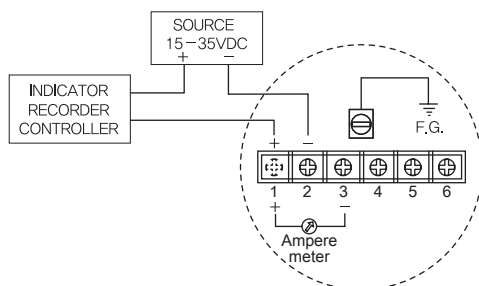 SOURCE
15-35VDC
+ −
INDICATOR
RECORDER
CONTROLLER
F.G.
+ −
1 2 3 4 5 6
+ −
Ampere
meter